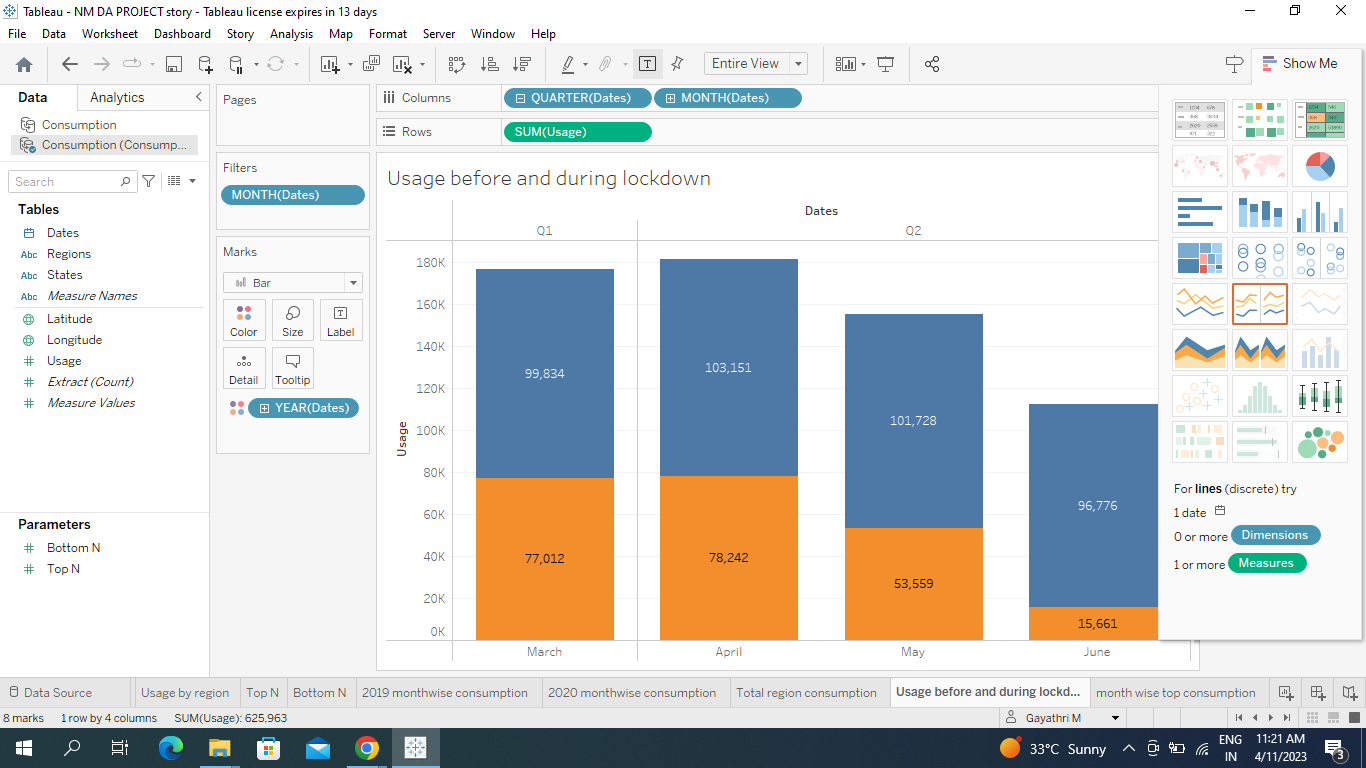 Tableau - NM DA PROJECT story - Tableau license expires in 13 days
File Data Worksheet Dashboard Story Analysis Map Format Server Window Help
Entire View
Show Me
Data Analytics
Consumption
Consumption (Consump...
Search
Tables
Dates
Abc Regions
Abc States
Abc Measure Names
Latitude
Longitude
Usage
Extract (Count)
Measure Values
Parameters
Bottom N
Top N
Pages
Filters
MONTH(Dates)
Marks
Bar
Color Size Label
Detail Tooltip
YEAR(Dates)
Columns QUARTER(Dates) MONTH(Dates)
Rows SUM(Usage)
Usage before and during lockdown
Dates
Q1 Q2
Usage
180K
160K
140K
120K
100K
80K
60K
40K
20K
0K
99,834 103,151 101,728 96,776
77,012 78,242 53,559 15,661
March April May June
For lines (discrete) try
1 date
0 or more Dimensions
1 or more Measures
Data Source Usage by region Top N Bottom N 2019 monthwise consumption 2020 monthwise consumption Total region consumption Usage before and during lockd... month wise top consumption
8 marks 1 row by 4 columns SUM(Usage): 625,963 Gayathri M
33°C Sunny ENG IN 11:21 AM 4/11/2023 3